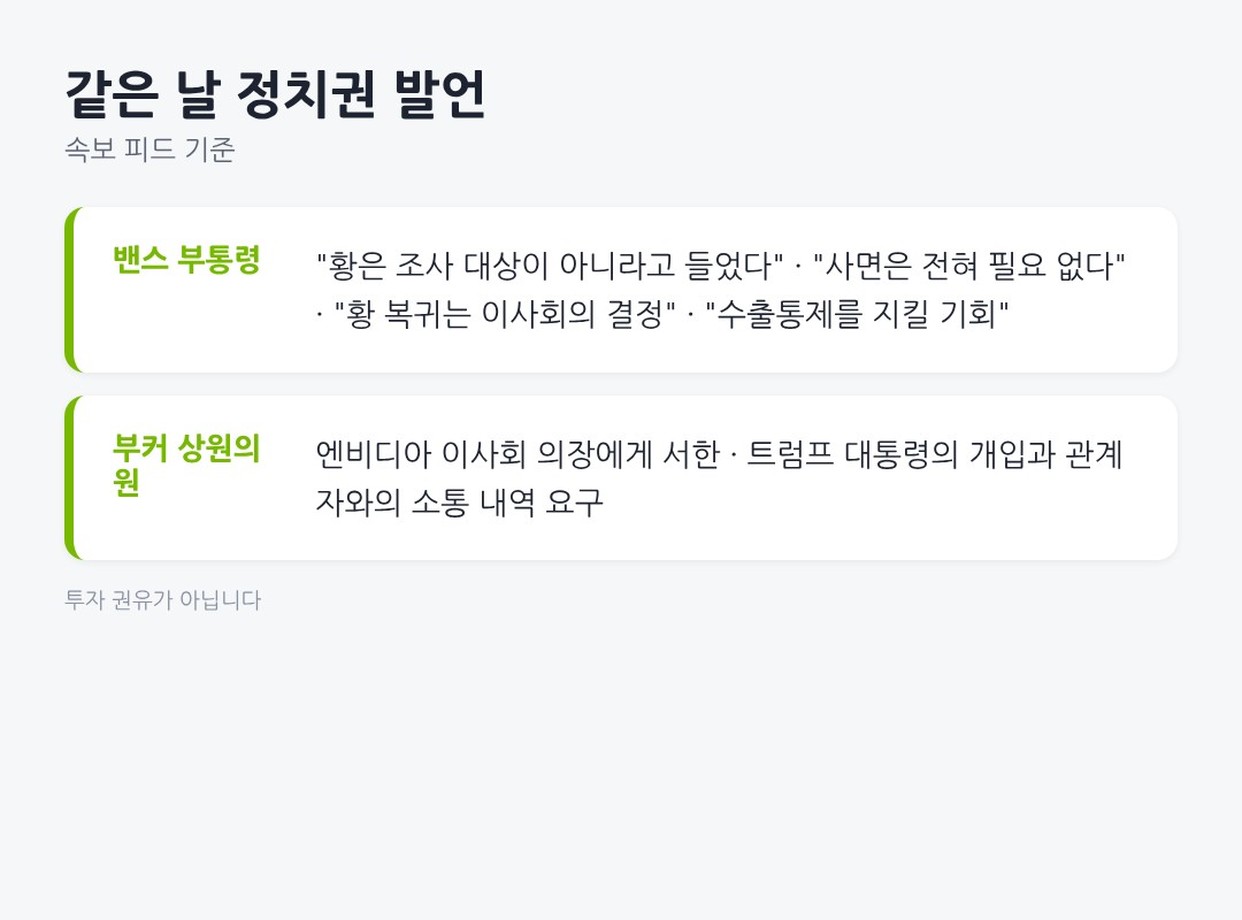 같은 날 정치권 발언
속보 피드 기준
밴스 부통령
"황은 조사 대상이 아니라고 들었다" · "사면은 전혀 필요 없다"
· "황 복귀는 이사회의 결정" · "수출통제를 지킬 기회"
부커 상원의
원
엔비디아 이사회 의장에게 서한 · 트럼프 대통령의 개입과 관계
자와의 소통 내역 요구
투자 권유가 아닙니다